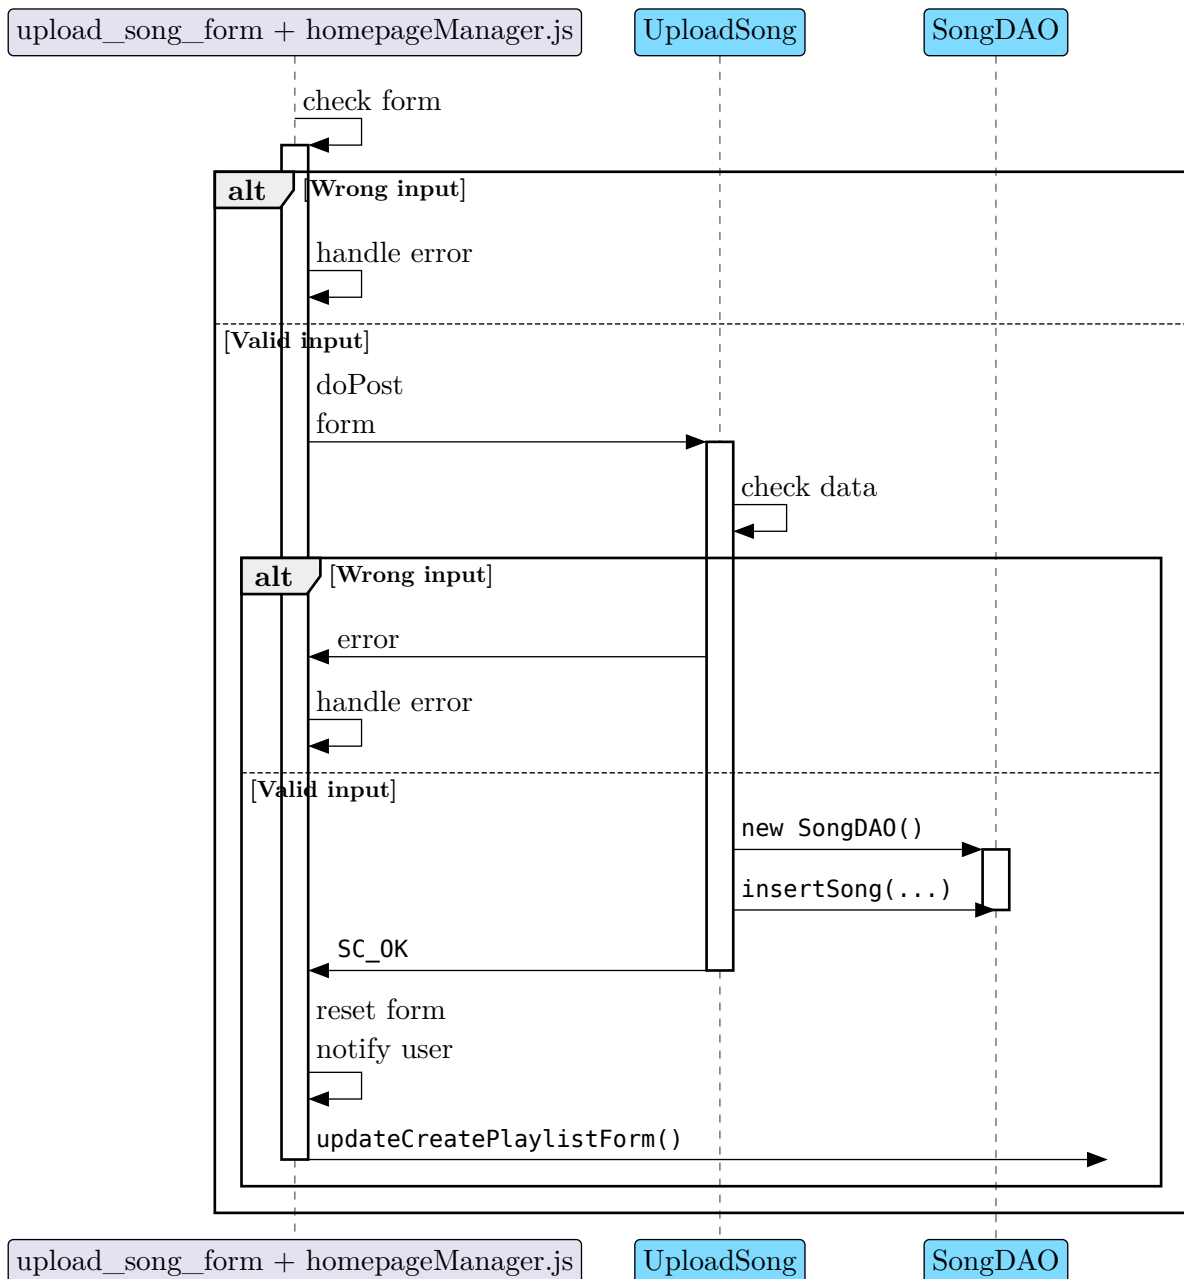 upload_song_form + homepageManager.js
UploadSong
SongDAO
check form
alt
[Wrong input]
handle error
[Valid input]
doPost
form
check data
alt
[Wrong input]
error
handle error
[Valid input]
new SongDAO()
insertSong(...)
SC_OK
reset form
notify user
updateCreatePlaylistForm()
upload_song_form + homepageManager.js
UploadSong
SongDAO